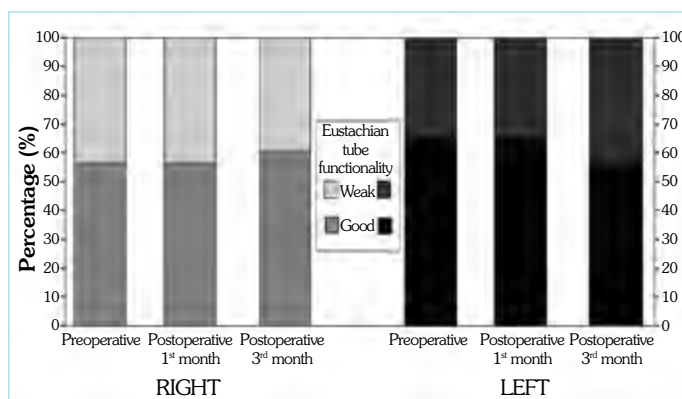 Percentage (%)
100
90
80
70
60
50
40
30
20
10
0
Eustachian
tube
functionality
Weak
Good
100
90
80
70
60
50
40
30
20
10
0
Preoperative
Postoperative
1st month
Postoperative
3rd month
Preoperative
Postoperative
1st month
Postoperative
3rd month
RIGHT
LEFT